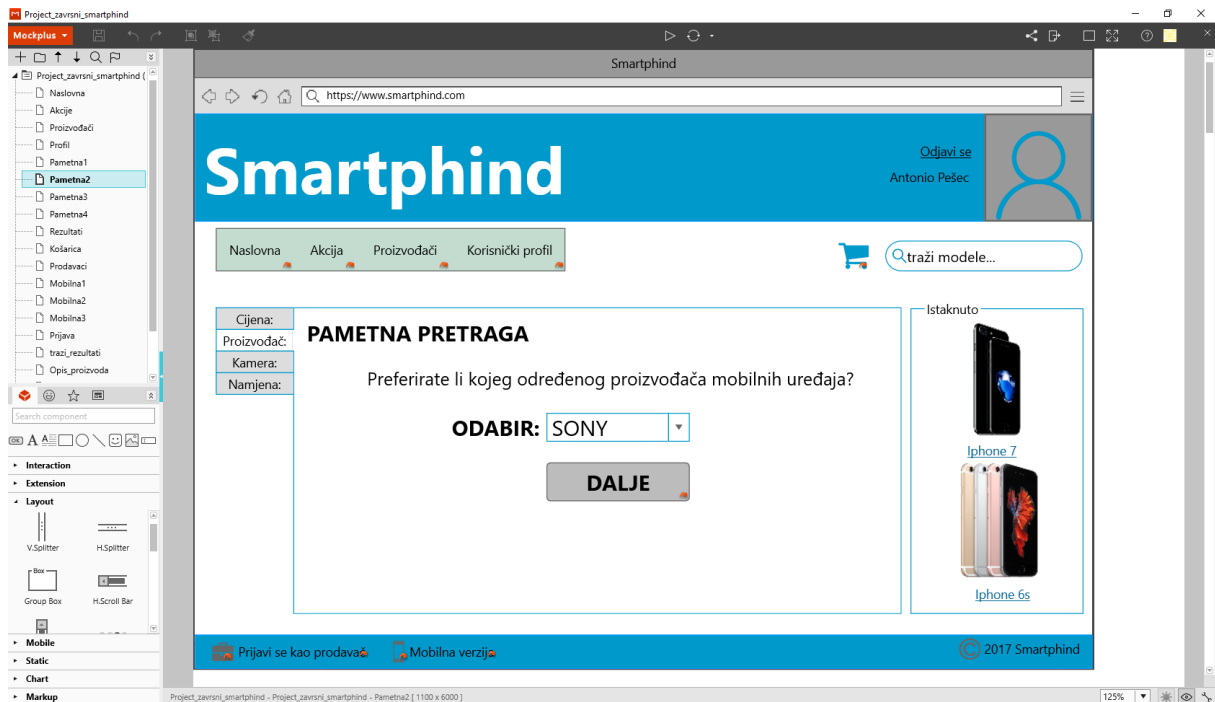 Project_zavrsni_smartphind
Mockplus
Project_zavrsni_smartphind (
Naslovna
Akcije
Proizvođači
Profil
Pametna1
Pametna2
Pametna3
Pametna4
Rezultati
Košarica
Prodavaci
Mobilna1
Mobilna2
Mobilna3
Prijava
trazi_rezultati
Opis_proizvoda
Search component
OK
Interaction
Extension
Layout
V.Splitter H.Splitter
Box
Group Box H.Scroll Bar
Mobile
Static
Chart
Markup
Smartphind
https://www.smartphind.com
Smartphind
Odjavi se
Antonio Pešec
Naslovna Akcija Proizvođači Korisnički profil
traži modele...
Cijena:
Proizvođač:
Kamera:
Namjena:
PAMETNA PRETRAGA
Preferirate li kojeg određenog proizvođača mobilnih uređaja?
ODABIR: SONY
DALJE
Istaknuto
Iphone 7
Iphone 6s
Prijavi se kao prodavač Mobilna verzija
© 2017 Smartphind
Project_zavrsni_smartphind - Project_zavrsni_smartphind - Pametna2 [ 1100 x 6000 ]
125%